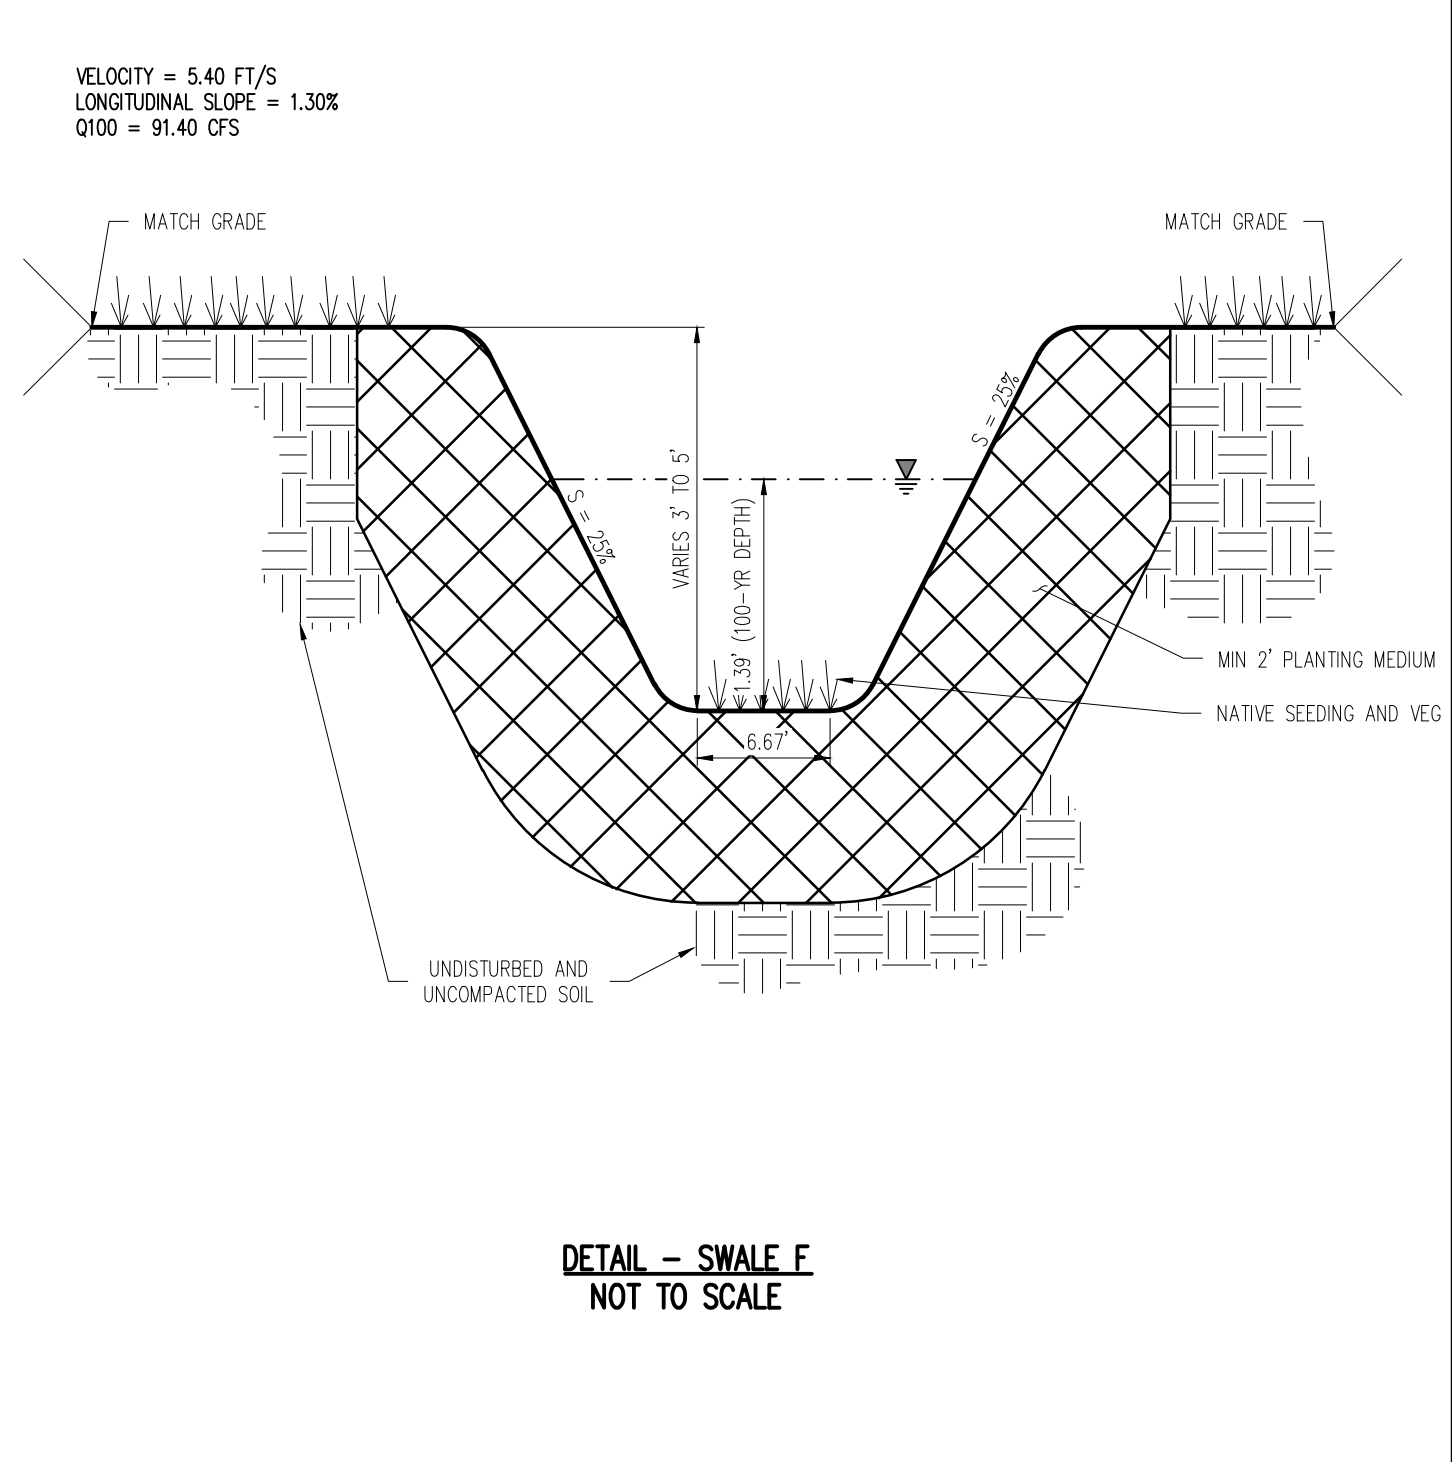 VELOCITY = 5.40 FT/S
LONGITUDINAL SLOPE = 1.30%
Q100 = 91.40 CFS
MATCH GRADE
MATCH GRADE
S = 25%
S = 25%
VARIES 3' TO 5'
1.39' (100-YR DEPTH)
6.67'
MIN 2' PLANTING MEDIUM
NATIVE SEEDING AND VEG
UNDISTURBED AND
UNCOMPACTED SOIL
DETAIL - SWALE F
NOT TO SCALE